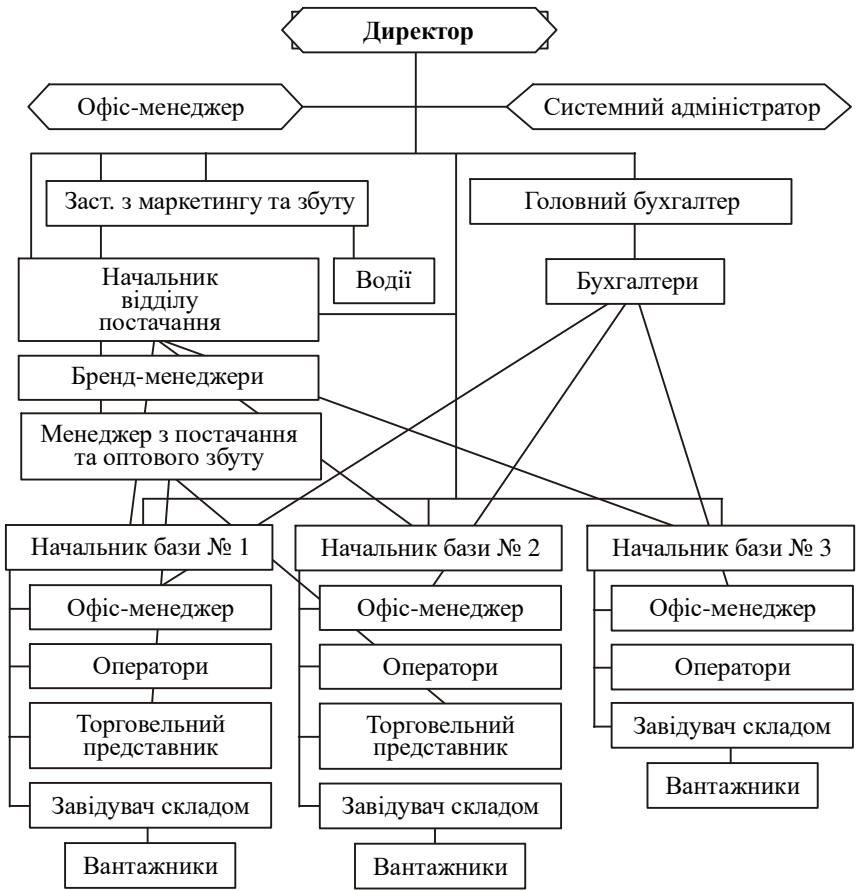 Директор
Офіс-менеджер
Системний адміністратор
Заст. з маркетингу та збуту
Головний бухгалтер
Начальник
відділу
постачання
Водії
Бухгалтери
Бренд-менеджери
Менеджер з постачання
та оптового збуту
Начальник бази № 1
Начальник бази № 2
Начальник бази № 3
Офіс-менеджер
Офіс-менеджер
Офіс-менеджер
Оператори
Оператори
Оператори
Торговельний
представник
Торговельний
представник
Завідувач складом
Завідувач складом
Завідувач складом
Вантажники
Вантажники
Вантажники